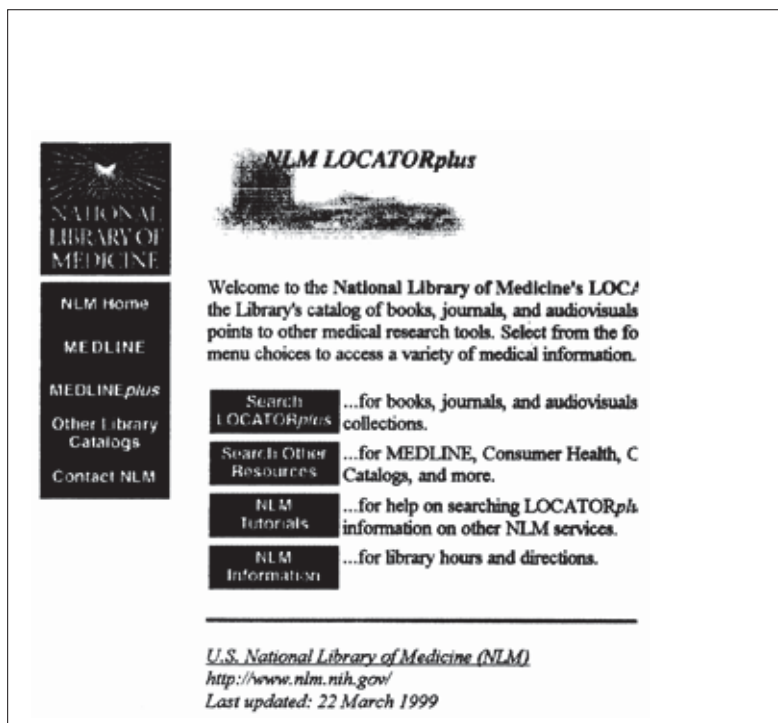 NATIONAL
LIBRARY OF
MEDICINE
NLM Home
MEDLINE
MEDLINEplus
Other Library
Catalogs
Contact NLM
NLM LOCATORplus
Welcome to the National Library of Medicine's LOCA
the Library's catalog of books, journals, and audiovisuals
points to other medical research tools. Select from the fo
menu choices to access a variety of medical information.
Search
LOCATORplus
...for books, journals, and audiovisuals
collections.
Search Other
Resources
...for MEDLINE, Consumer Health, C
Catalogs, and more.
NLM
Tutorials
...for help on searching LOCATORplu
information on other NLM services.
NLM
Information
...for library hours and directions.
U.S. National Library of Medicine (NLM)
http://www.nlm.nih.gov/
Last updated: 22 March 1999